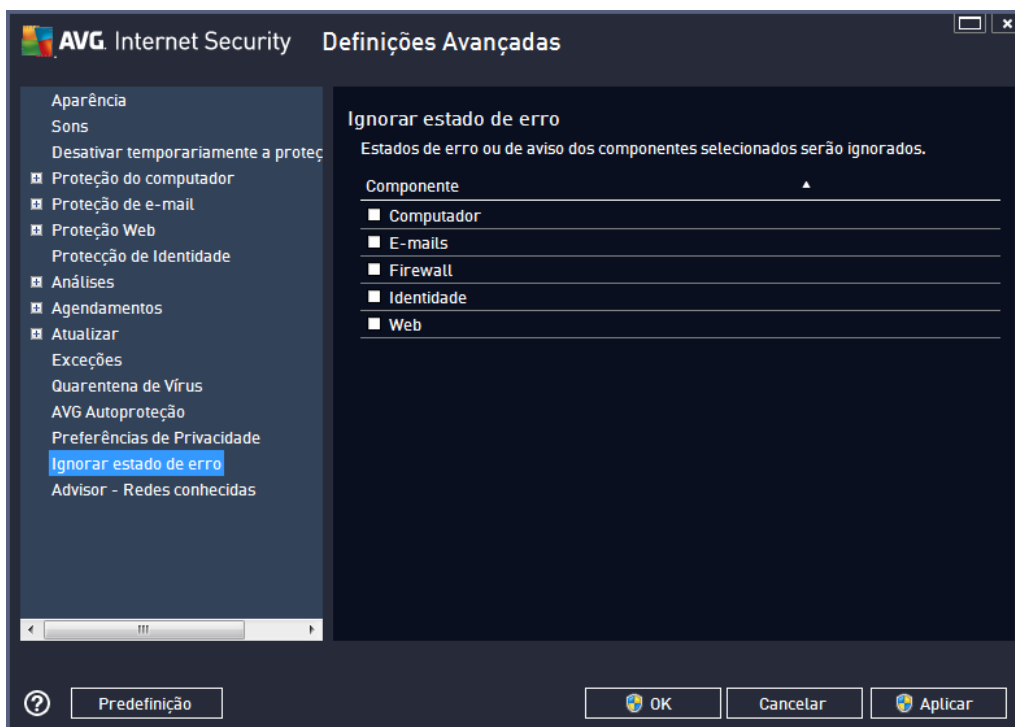 AVG. Internet Security Definições Avançadas
Aparência
Sons
Desativar temporariamente a proteç
Proteção do computador
Proteção de e-mail
Proteção Web
Protecção de Identidade
Análises
Agendamentos
Atualizar
Exceções
Quarentena de Vírus
AVG Autoproteção
Preferências de Privacidade
Ignorar estado de erro
Advisor - Redes conhecidas
Ignorar estado de erro
Estados de erro ou de aviso dos componentes selecionados serão ignorados.
Componente
Computador
E-mails
Firewall
Identidade
Web
Predefinição OK Cancelar Aplicar